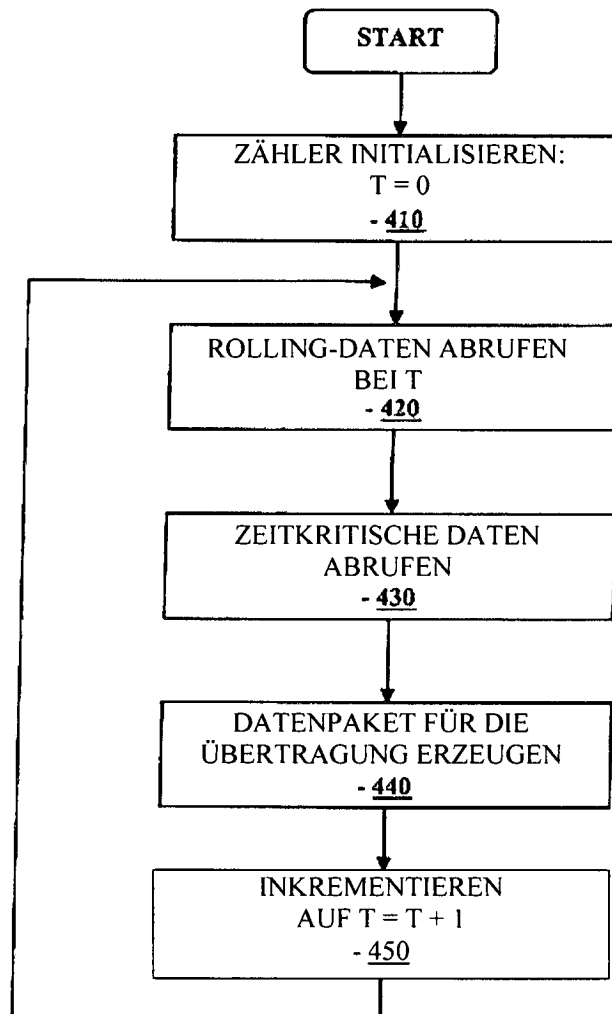 START
ZÄHLER INITIALISIEREN:
T = 0
- 410
ROLLING-DATEN ABRUFEN
BEI T
- 420
ZEITKRITISCHE DATEN
ABRUFEN
- 430
DATENPAKET FÜR DIE
ÜBERTRAGUNG ERZEUGEN
- 440
INKREMENTIEREN
AUF T = T + 1
- 450